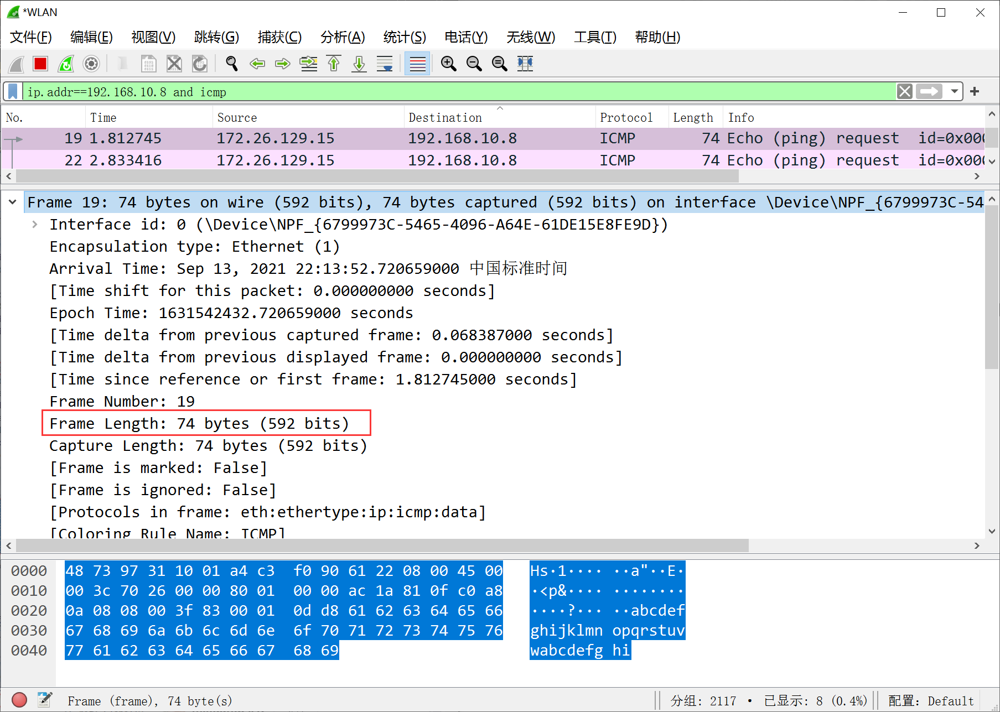 *WLAN
文件(F) 编辑(E) 视图(V) 跳转(G) 捕获(C) 分析(A) 统计(S) 电话(Y) 无线(W) 工具(T) 帮助(H)
ip.addr==192.168.10.8 and icmp
No. Time Source Destination Protocol Length Info
19 1.812745 172.26.129.15 192.168.10.8 ICMP 74 Echo (ping) request id=0x000
22 2.833416 172.26.129.15 192.168.10.8 ICMP 74 Echo (ping) request id=0x000
Frame 19: 74 bytes on wire (592 bits), 74 bytes captured (592 bits) on interface \Device\NPF_{6799973C-54
Interface id: 0 (\Device\NPF_{6799973C-5465-4096-A64E-61DE15E8FE9D})
Encapsulation type: Ethernet (1)
Arrival Time: Sep 13, 2021 22:13:52.720659000 中国标准时间
[Time shift for this packet: 0.000000000 seconds]
Epoch Time: 1631542432.720659000 seconds
[Time delta from previous captured frame: 0.068387000 seconds]
[Time delta from previous displayed frame: 0.000000000 seconds]
[Time since reference or first frame: 1.812745000 seconds]
Frame Number: 19
Frame Length: 74 bytes (592 bits)
Capture Length: 74 bytes (592 bits)
[Frame is marked: False]
[Frame is ignored: False]
[Protocols in frame: eth:ethertype:ip:icmp:data]
[Coloring Rule Name: ICMP]
0000 48 73 97 31 10 01 a4 c3 f0 90 61 22 08 00 45 00 Hs·1···· ··a"··E·
0010 00 3c 70 26 00 00 80 01 00 00 ac 1a 81 0f c0 a8 ·<p&···· ········
0020 0a 08 08 00 3f 83 00 01 0d d8 61 62 63 64 65 66 ····?··· ··abcdef
0030 67 68 69 6a 6b 6c 6d 6e 6f 70 71 72 73 74 75 76 ghijklmn opqrstuv
0040 77 61 62 63 64 65 66 67 68 69 wabcdefg hi
Frame (frame), 74 byte(s) 分组: 2117 · 已显示: 8 (0.4%) 配置: Default